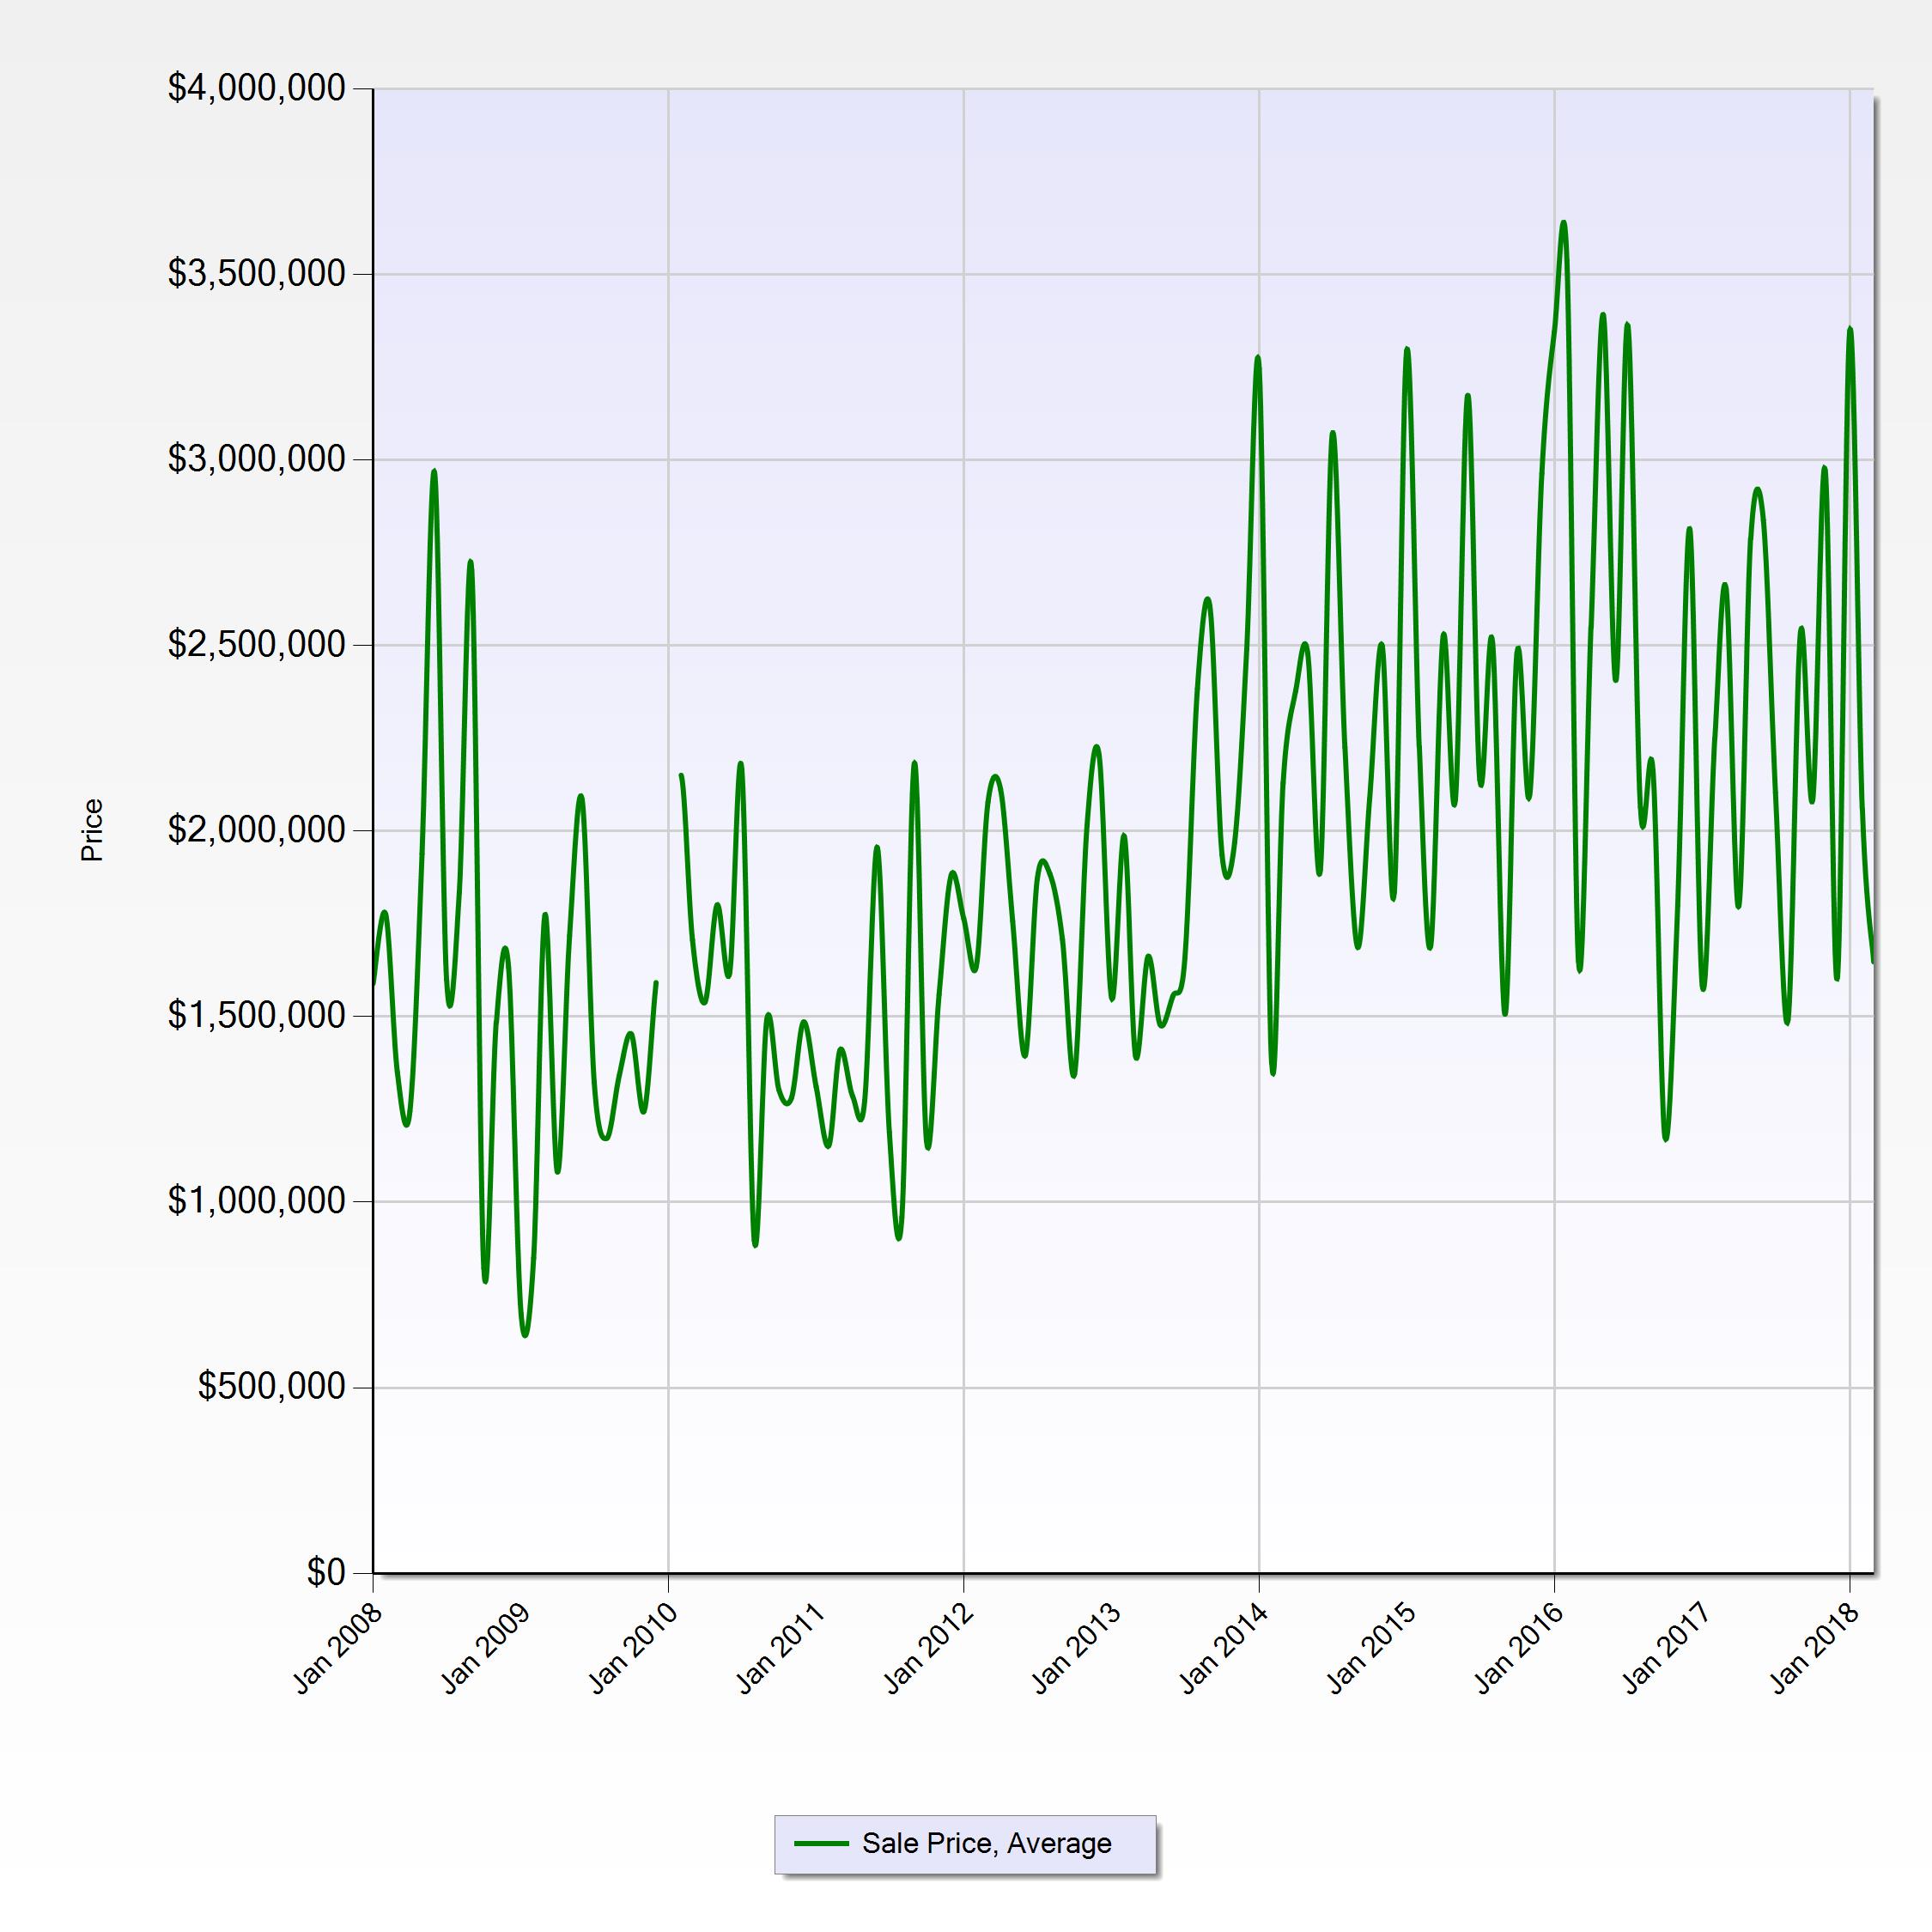 $4,000,000
$3,500,000
$3,000,000
$2,500,000
$2,000,000
$1,500,000
$1,000,000
$500,000
$0
Price
Jan 2008
Jan 2009
Jan 2010
Jan 2011
Jan 2012
Jan 2013
Jan 2014
Jan 2015
Jan 2016
Jan 2017
Jan 2018
Sale Price, Average